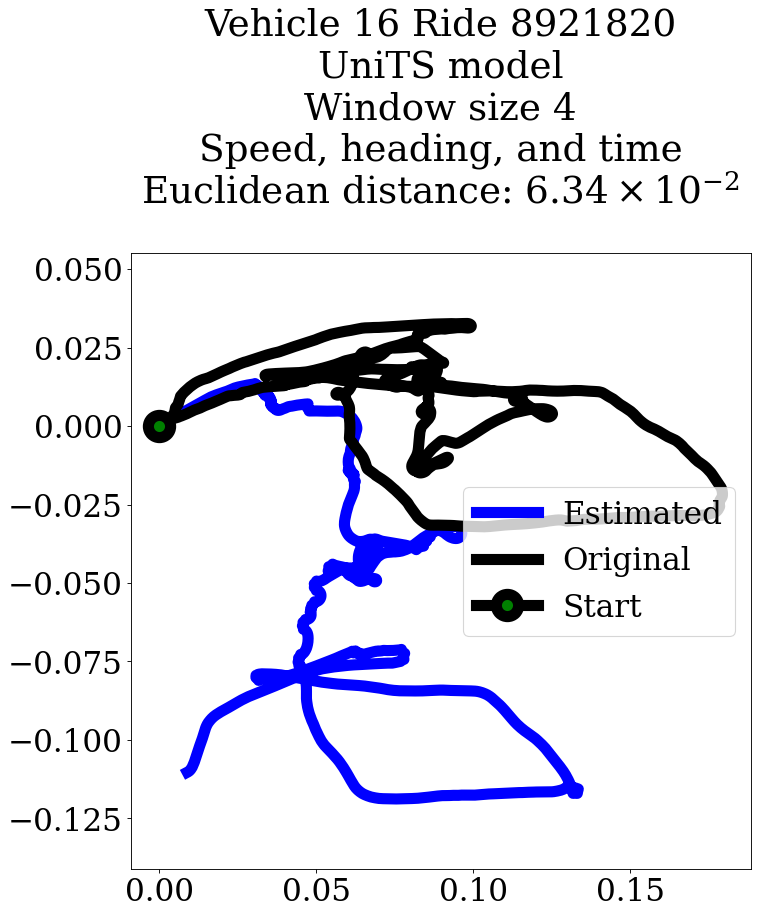 Vehicle 16 Ride 8921820
UniTS model
Window size 4
Speed, heading, and time
Euclidean distance: 6.34 × 10⁻²
0.050
0.025
0.000
−0.025
−0.050
−0.075
−0.100
−0.125
Estimated
Original
Start
0.00 0.05 0.10 0.15